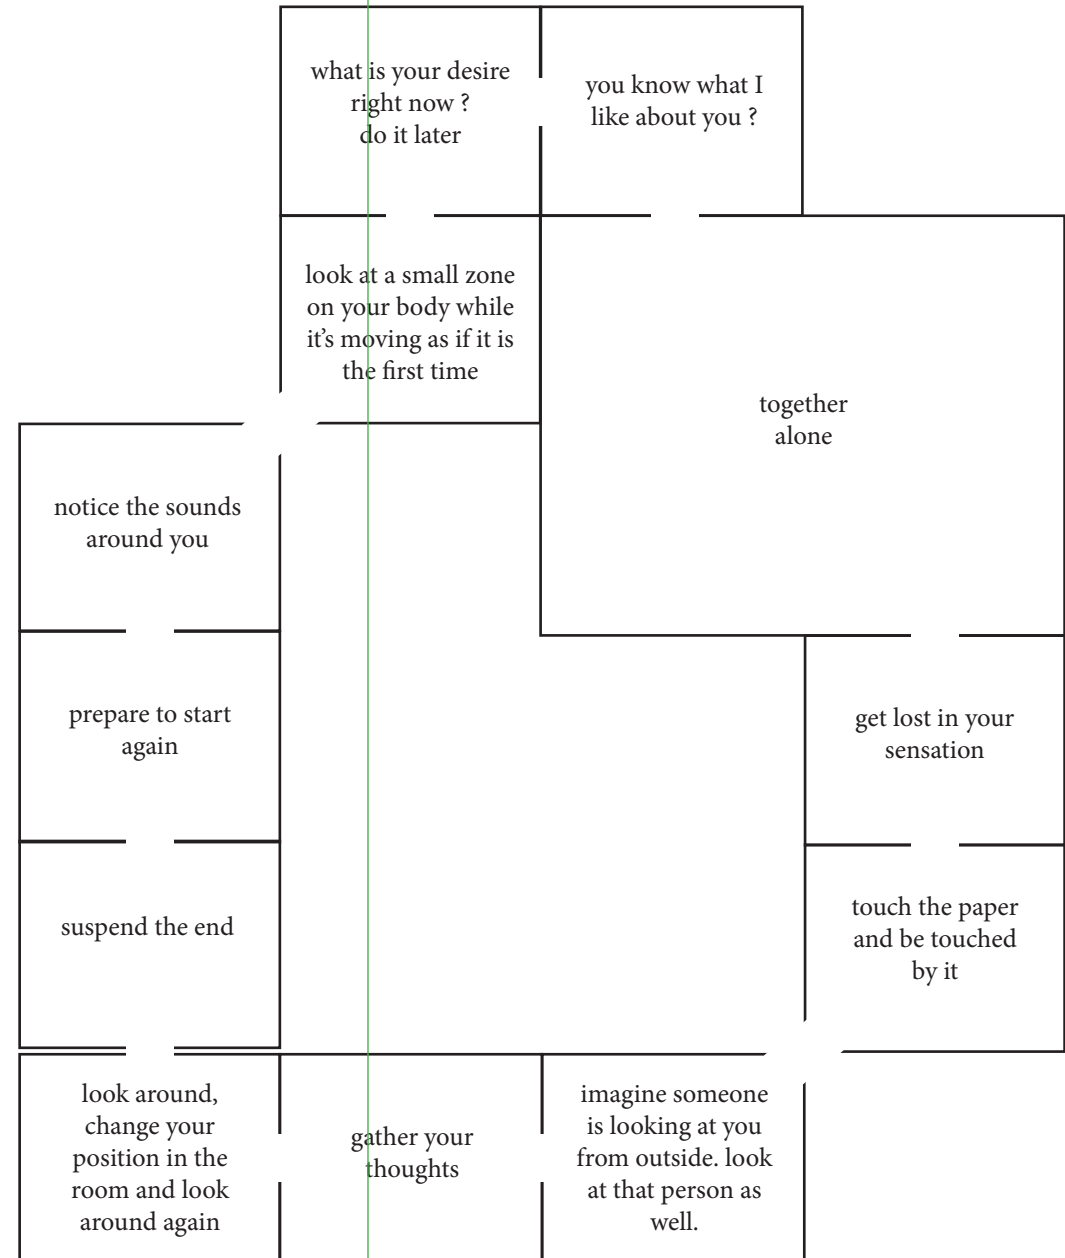 what is your desire
right now ?
do it later
you know what I
like about you ?
look at a small zone
on your body while
it's moving as if it is
the first time
together
alone
notice the sounds
around you
prepare to start
again
get lost in your
sensation
suspend the end
touch the paper
and be touched
by it
look around,
change your
position in the
room and look
around again
gather your
thoughts
imagine someone
is looking at you
from outside. look
at that person as
well.